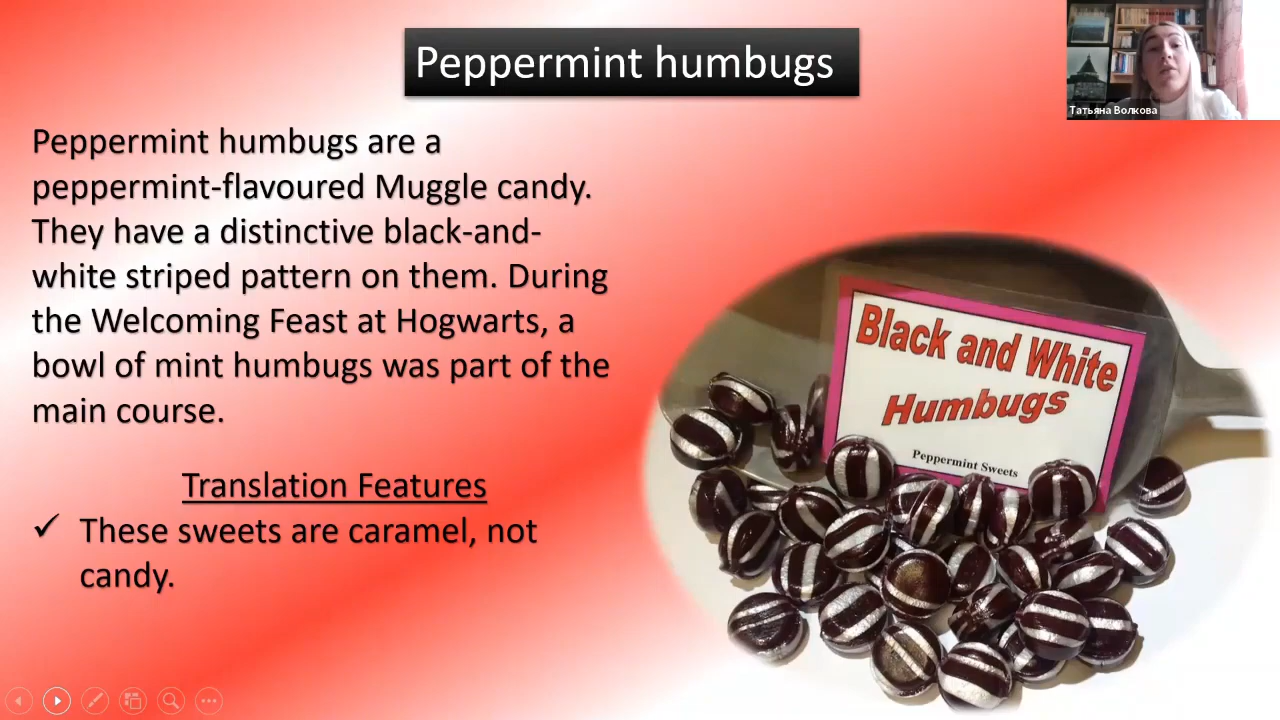 Peppermint humbugs
Татьяна Волкова
Peppermint humbugs are a
peppermint-flavoured Muggle candy.
They have a distinctive black-and-
white striped pattern on them. During
the Welcoming Feast at Hogwarts, a
bowl of mint humbugs was part of the
main course.
Translation Features
✓ These sweets are caramel, not
candy.
Black and White
Humbugs
Peppermint Sweets